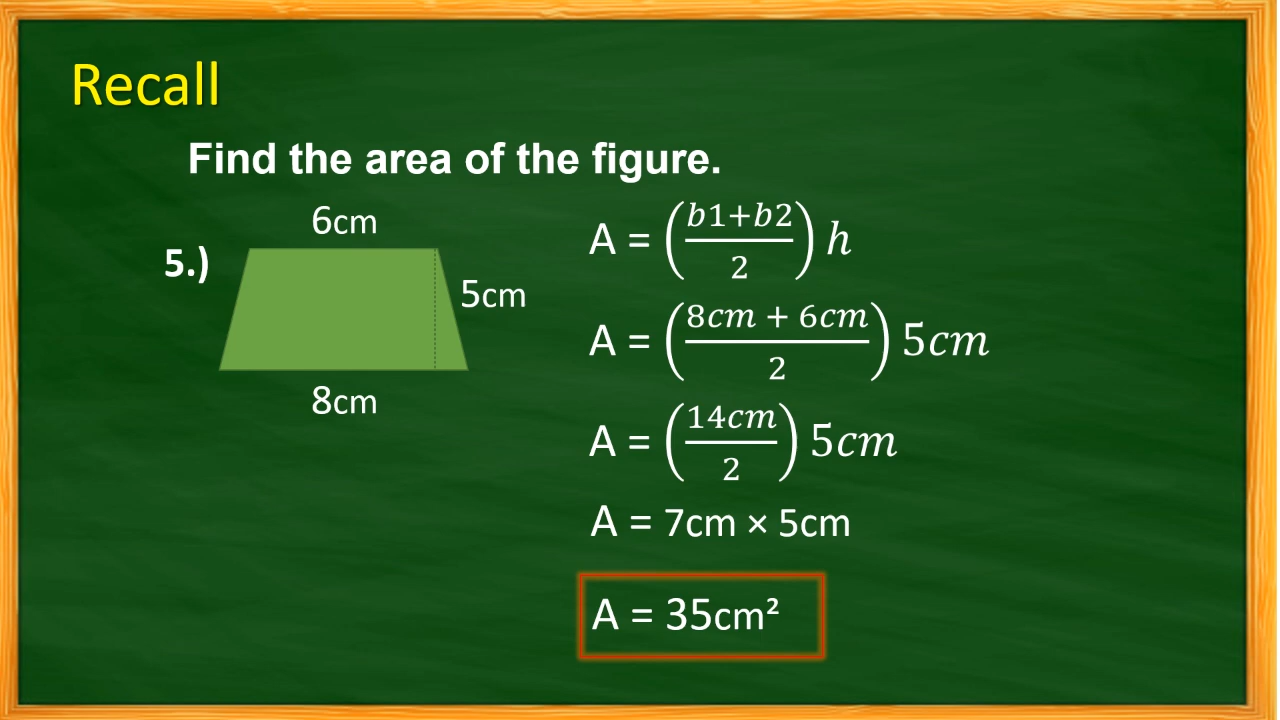 Recall
Find the area of the figure.
5.)
6cm
5cm
8cm
A = (b1+b2/2) h
A = (8cm + 6cm/2) 5cm
A = (14cm/2) 5cm
A = 7cm × 5cm
A = 35cm²